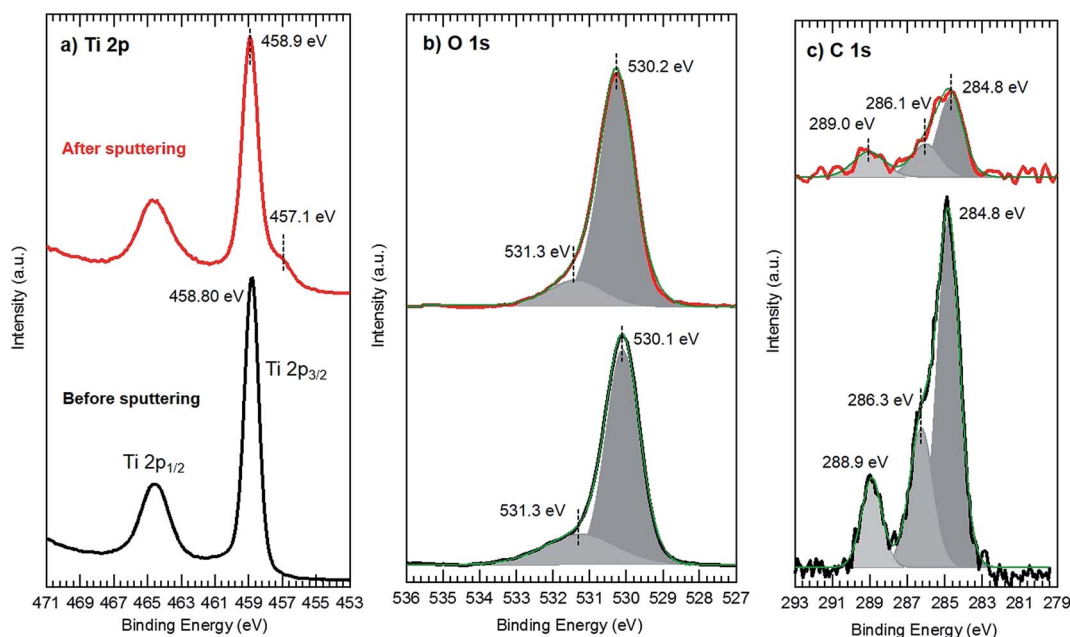 a) Ti 2p
458.9 eV
After sputtering
457.1 eV
458.80 eV
Ti 2p3/2
Before sputtering
Ti 2p1/2
Intensity (a.u.)
471 469 467 465 463 461 459 457 455 453
Binding Energy (eV)
b) O 1s
530.2 eV
531.3 eV
530.1 eV
531.3 eV
Intensity (a.u.)
536 535 534 533 532 531 530 529 528 527
Binding Energy (eV)
c) C 1s
284.8 eV
286.1 eV
289.0 eV
284.8 eV
286.3 eV
288.9 eV
Intensity (a.u.)
293 291 289 287 285 283 281 279
Binding Energy (eV)